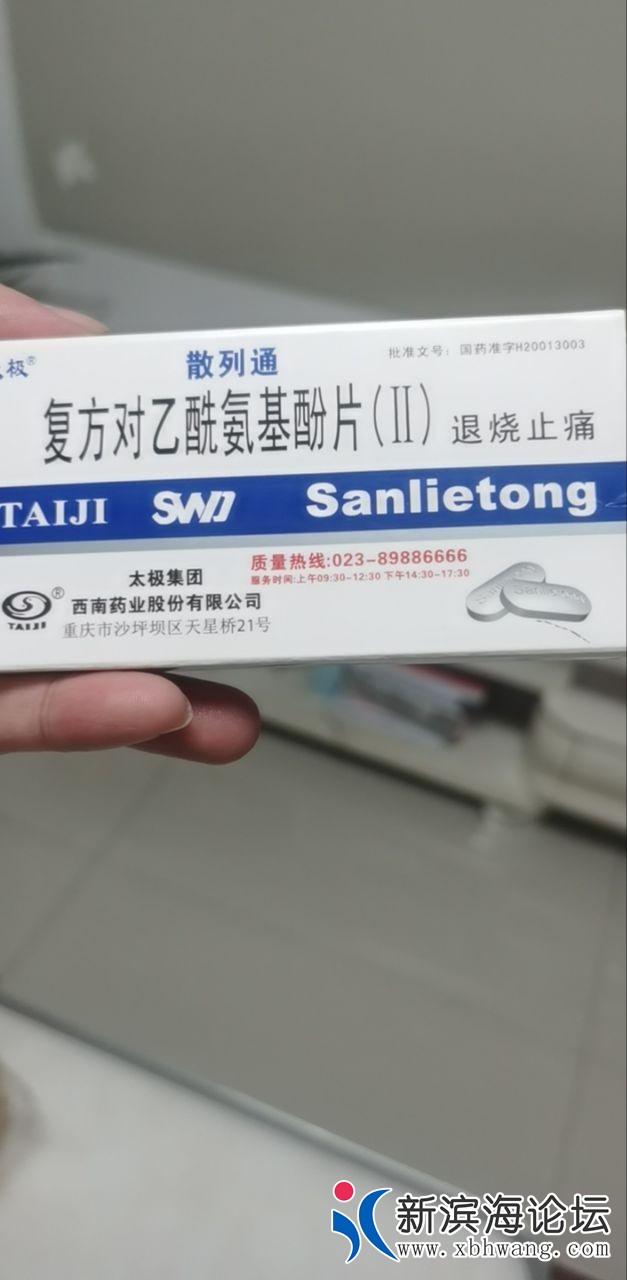 极®
散列通
批准文号：国药准字H20013003
复方对乙酰氨基酚片(II)
退烧止痛
TAIJI SWP Sanlietong
质量热线:023-89886666
服务时间:上午09:30-12:30 下午14:30-17:30
太极集团
西南药业股份有限公司
重庆市沙坪坝区天星桥21号
TAIJI ®
Sanlietong
新滨海论坛
www.xbhwang.com